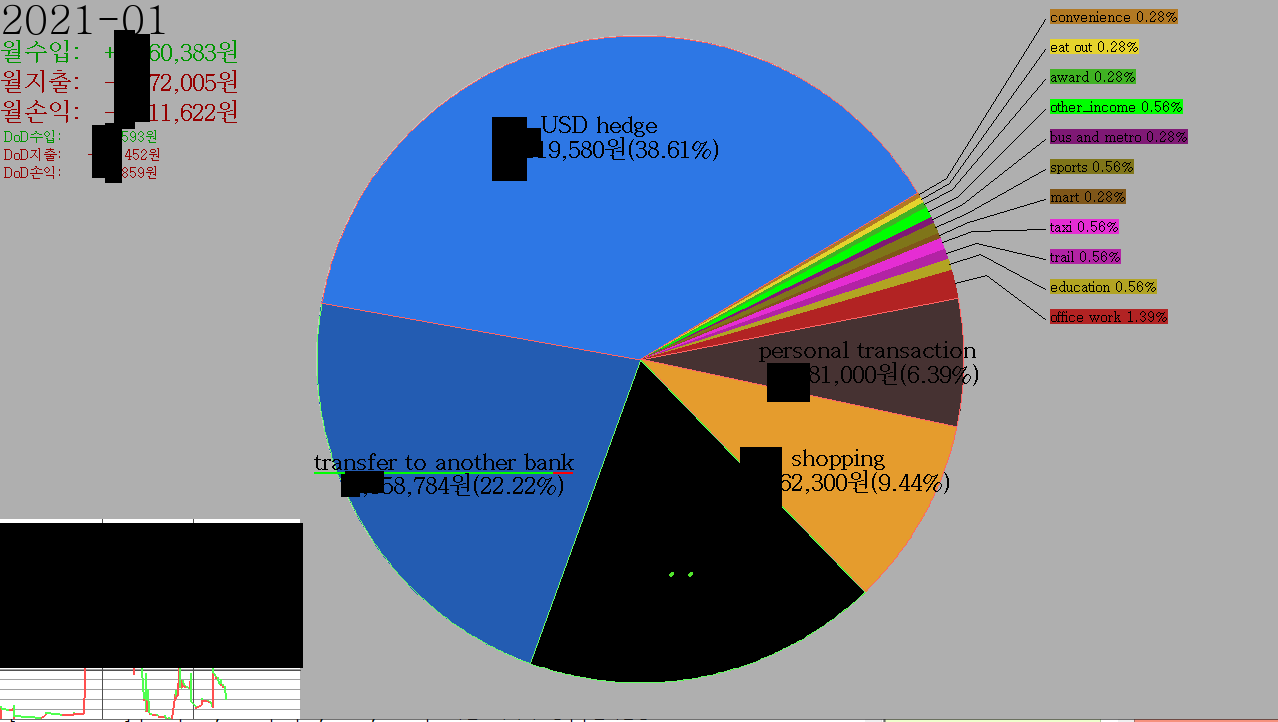 2021-01
월수입: + 60,383원
월지출: - 72,005원
월손익: - 11,622원
DoD수입: 593원
DoD지출: - 452원
DoD손익: 859원
USD hedge
19,580원(38.61%)
convenience 0.28%
eat out 0.28%
award 0.28%
other_income 0.56%
bus and metro 0.28%
sports 0.56%
mart 0.28%
taxi 0.56%
trail 0.56%
education 0.56%
office work 1.39%
personal transaction
81,000원(6.39%)
transfer to another bank
58,784원(22.22%)
shopping
62,300원(9.44%)